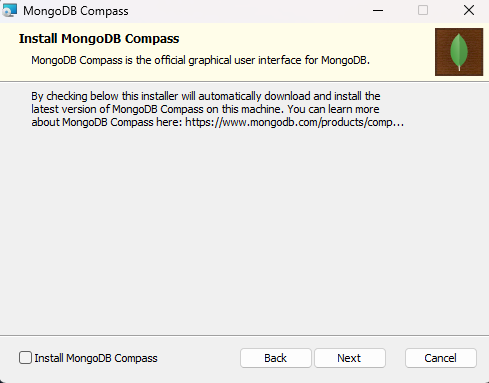 MongoDB Compass
Install MongoDB Compass
MongoDB Compass is the official graphical user interface for MongoDB.
By checking below this installer will automatically download and install the
latest version of MongoDB Compass on this machine. You can learn more
about MongoDB Compass here: https://www.mongodb.com/products/comp...
Install MongoDB Compass
Back
Next
Cancel